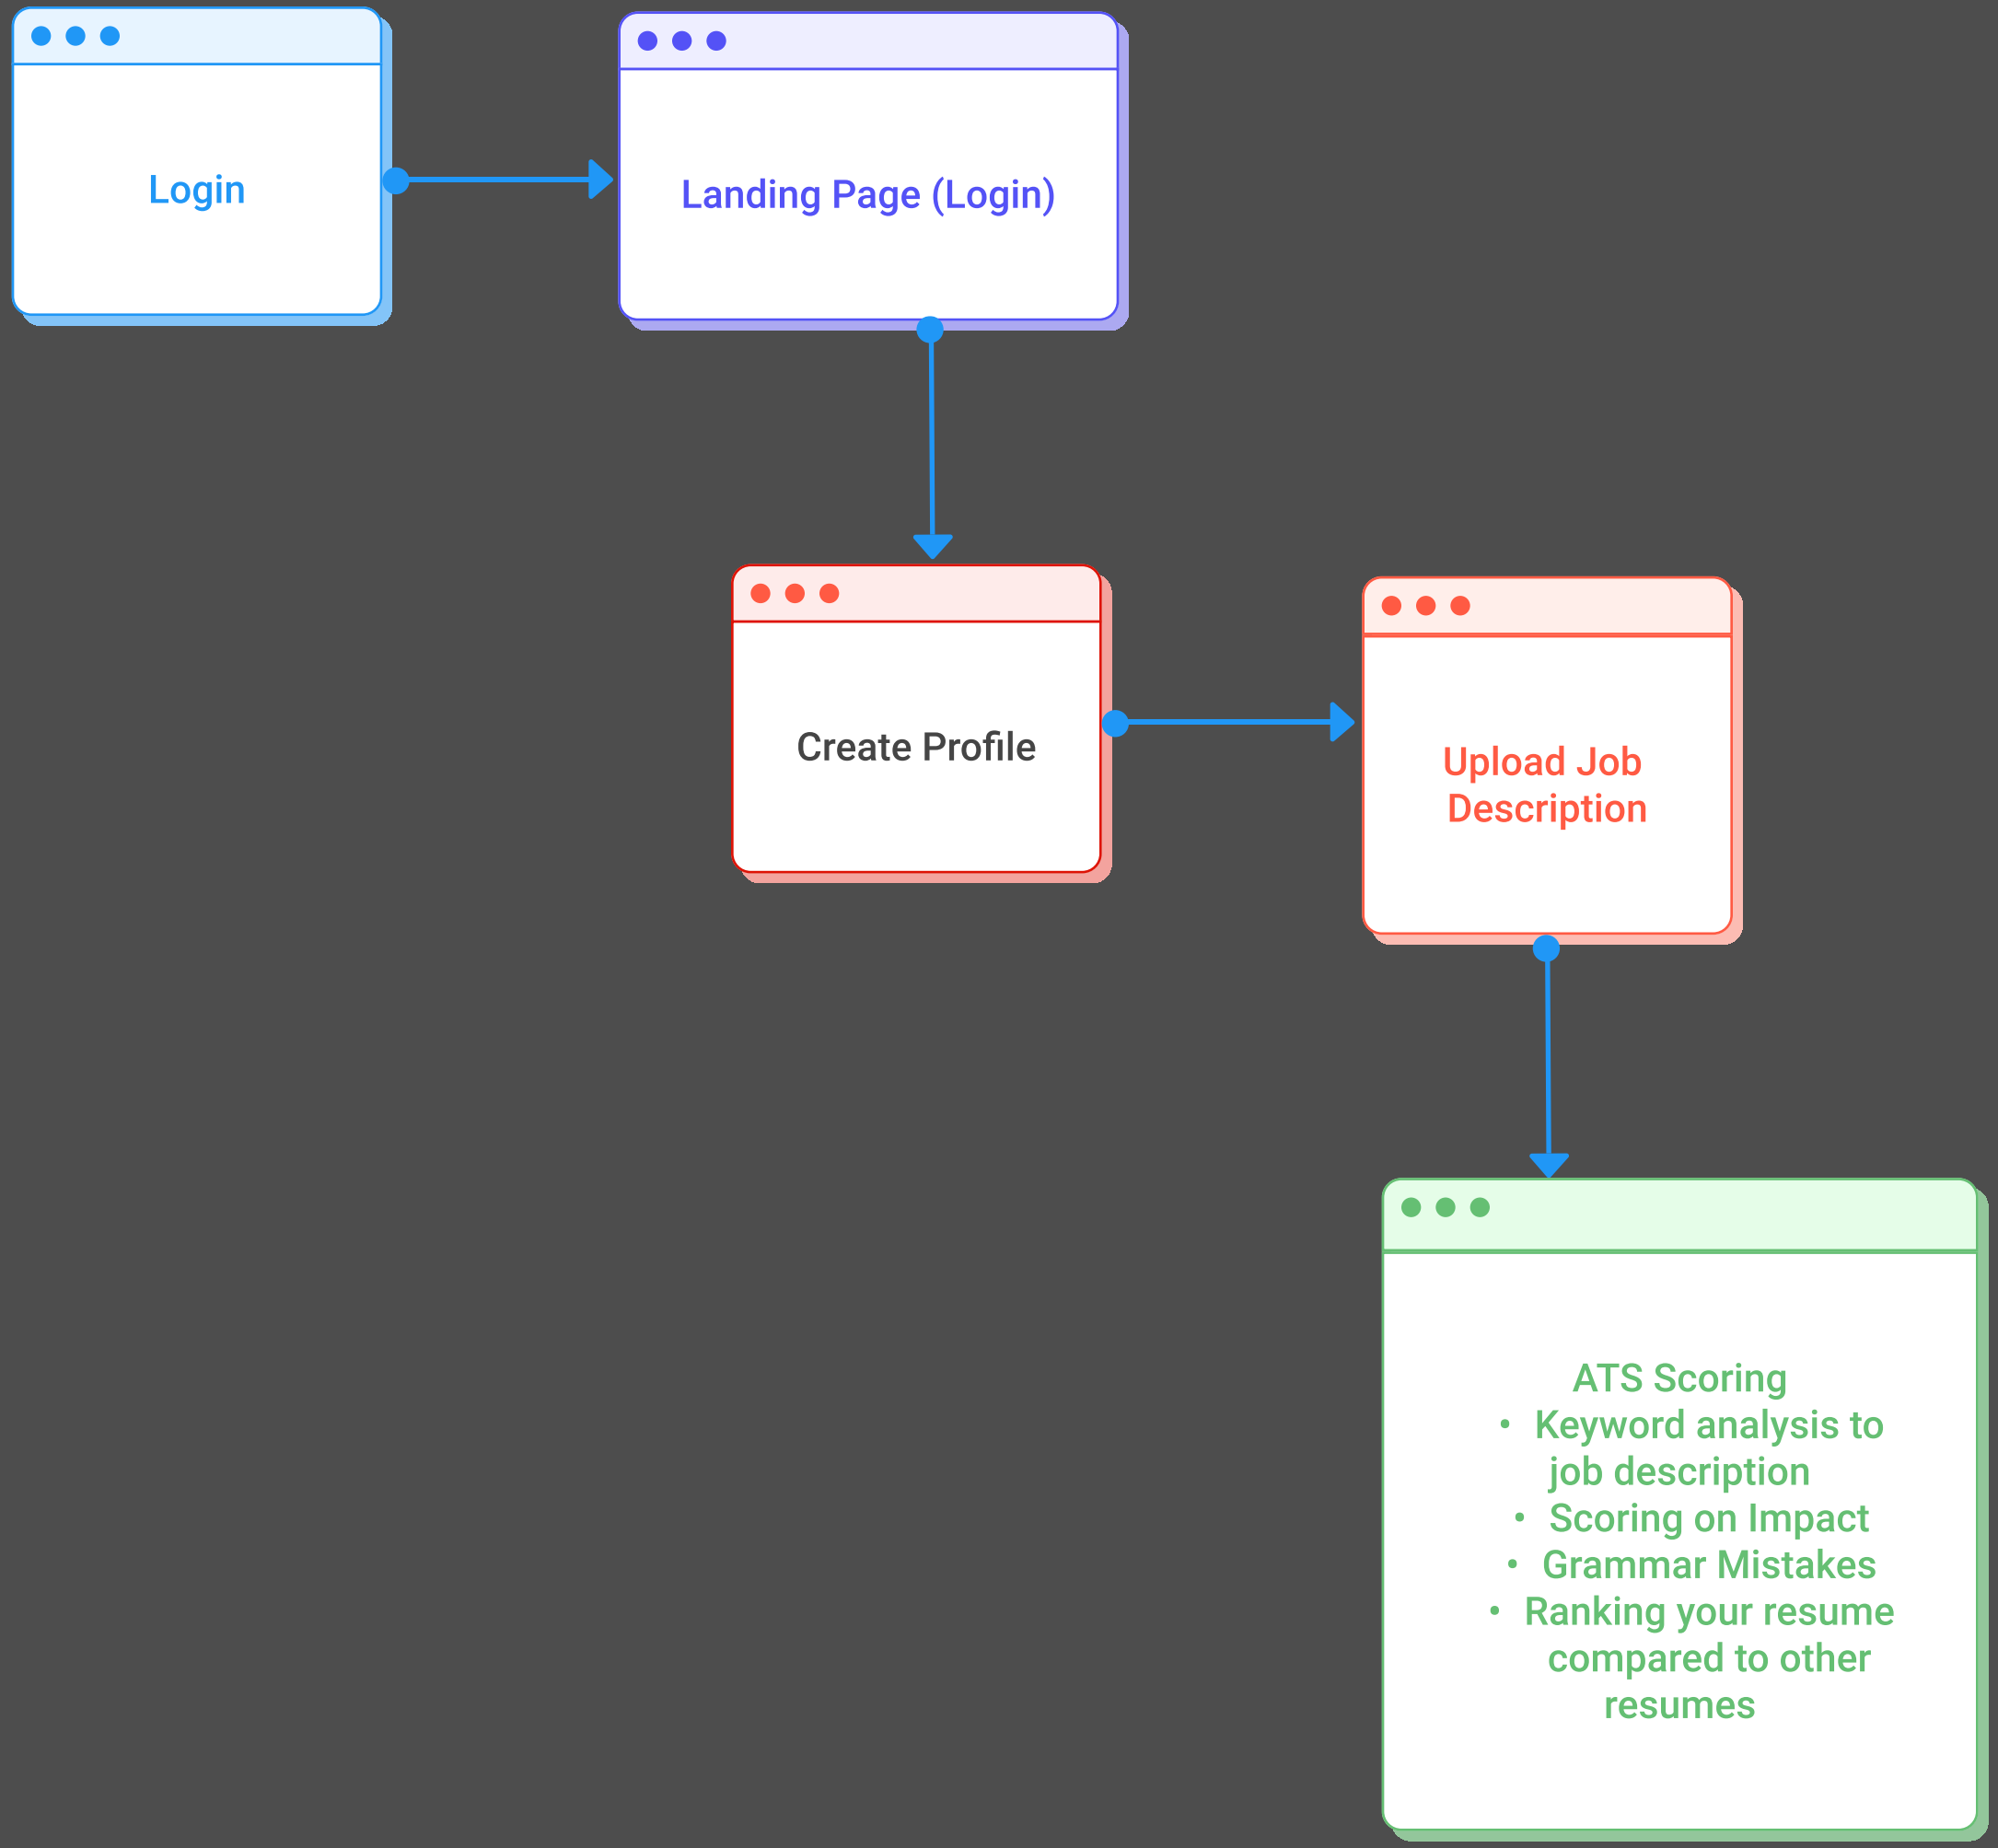 Login
Landing Page (Login)
Create Profile
Upload Job
Description
ATS Scoring
• Keyword analysis to
job description
• Scoring on Impact
• Grammar Mistakes
• Ranking your resume
compared to other
resumes